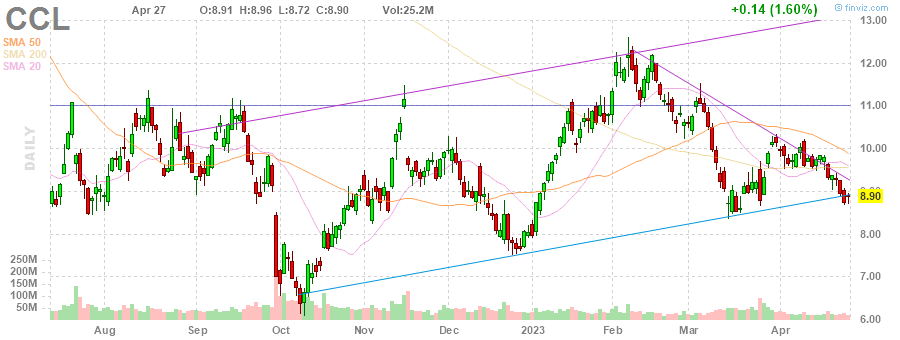 CCL
Apr 27 O:8.91 H:8.96 L:8.72 C:8.90 Vol:25.2M
+0.14 (1.60%)
finviz.com
SMA 50
SMA 200
SMA 20
DAILY
13.00
12.00
11.00
10.00
9.00
8.90
8.00
7.00
6.00
250M
200M
150M
100M
50M
Aug Sep Oct Nov Dec 2023 Feb Mar Apr